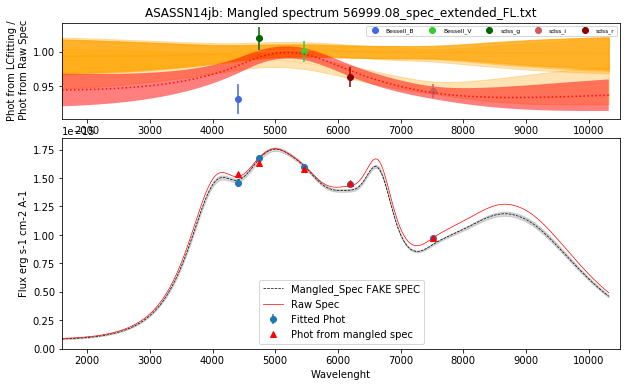 ASASSN14jb: Mangled spectrum 56999.08_spec_extended_FL.txt
Phot from LCfitting /
Phot from Raw Spec
1.00
0.95
Bessell_B
Bessell_V
sdss_g
sdss_i
sdss_r
2000 3000 4000 5000 6000 7000 8000 9000 10000
1e−15
Flux erg s-1 cm-2 A-1
1.75
1.50
1.25
1.00
0.75
0.50
0.25
0.00
Mangled_Spec FAKE SPEC
Raw Spec
Fitted Phot
Phot from mangled spec
2000 3000 4000 5000 6000 7000 8000 9000 10000
Wavelenght